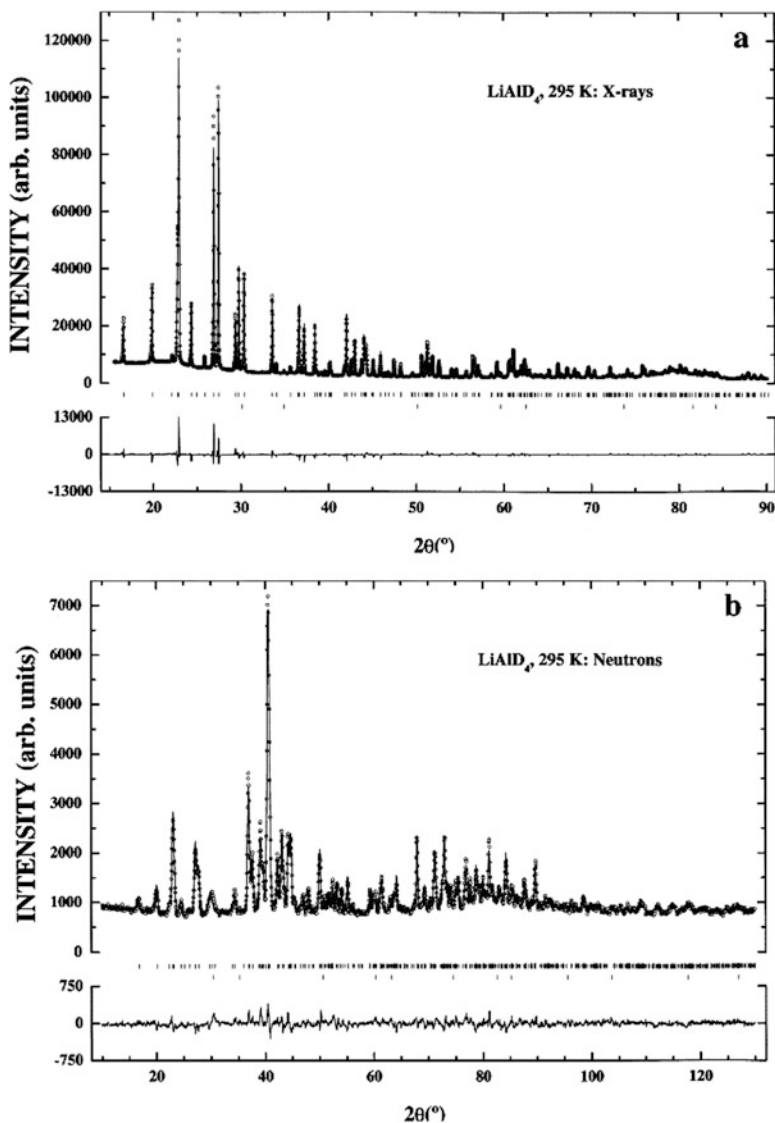 a
LiAlD4, 295 K: X-rays
INTENSITY (arb. units)
120000
100000
80000
60000
40000
20000
0
13000
0
-13000
20 30 40 50 60 70 80 90
2θ(°)
b
LiAlD4, 295 K: Neutrons
INTENSITY (arb. units)
7000
6000
5000
4000
3000
2000
1000
0
750
0
-750
20 40 60 80 100 120
2θ(°)